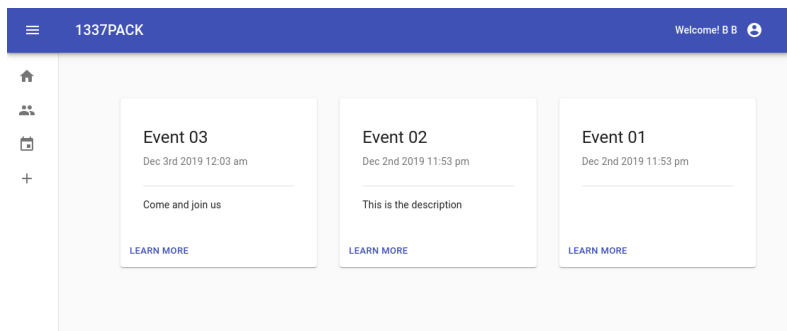 1337PACK
Welcome! B B
Event 03
Dec 3rd 2019 12:03 am
Come and join us
LEARN MORE
Event 02
Dec 2nd 2019 11:53 pm
This is the description
LEARN MORE
Event 01
Dec 2nd 2019 11:53 pm
LEARN MORE